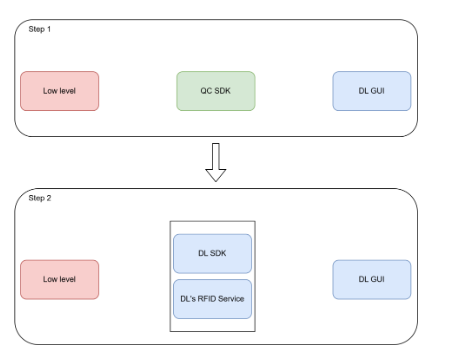 Step 1
Low level
QC SDK
DL GUI
Step 2
DL SDK
Low level
DL's RFID Service
DL GUI